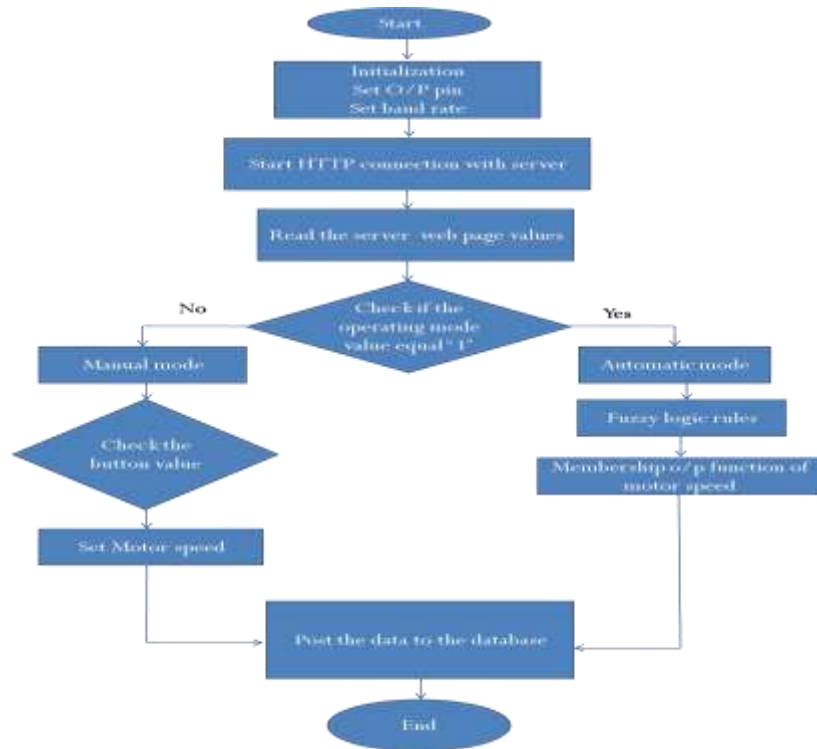 Start
Initialization
Set O/P pin
Set band rate
Start HTTP connection with server
Read the server web page values
Check if the
operating mode
value equal " 1"
No
Yes
Manual mode
Automatic mode
Fuzzy logic rules
Check the
button value
Membership o/p function of
motor speed
Set Motor speed
Post the data to the database
End